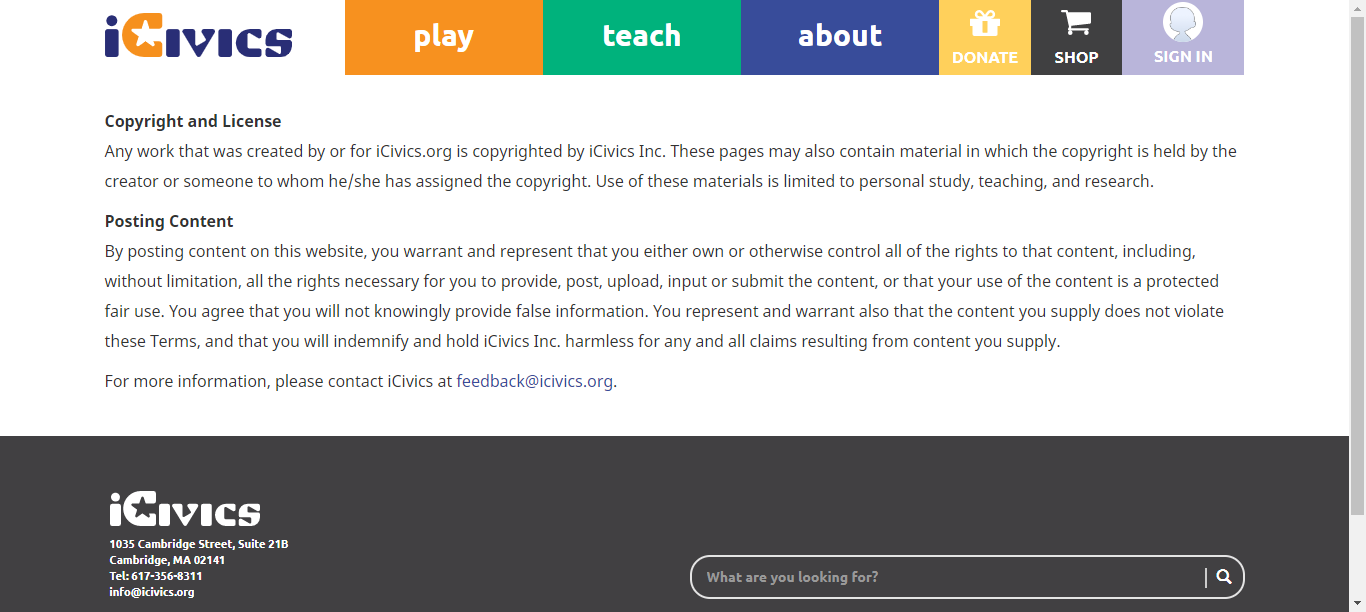 iCivics
play
teach
about
DONATE
SHOP
SIGN IN
Copyright and License
Any work that was created by or for iCivics.org is copyrighted by iCivics Inc. These pages may also contain material in which the copyright is held by the
creator or someone to whom he/she has assigned the copyright. Use of these materials is limited to personal study, teaching, and research.
Posting Content
By posting content on this website, you warrant and represent that you either own or otherwise control all of the rights to that content, including,
without limitation, all the rights necessary for you to provide, post, upload, input or submit the content, or that your use of the content is a protected
fair use. You agree that you will not knowingly provide false information. You represent and warrant also that the content you supply does not violate
these Terms, and that you will indemnify and hold iCivics Inc. harmless for any and all claims resulting from content you supply.
For more information, please contact iCivics at feedback@icivics.org.
iCivics
1035 Cambridge Street, Suite 21B
Cambridge, MA 02141
Tel: 617-356-8311
info@icivics.org
What are you looking for?